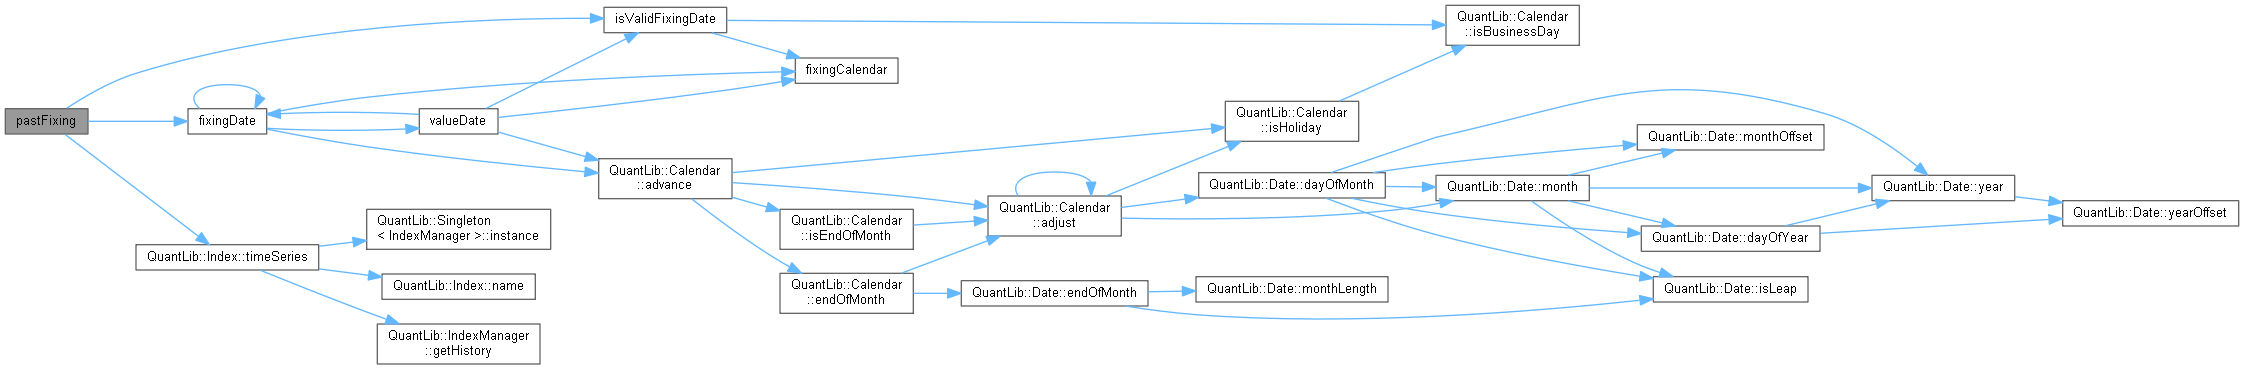 pastFixing
fixingDate
isValidFixingDate
fixingCalendar
valueDate
QuantLib::Calendar
::isBusinessDay
QuantLib::Calendar
::advance
QuantLib::Calendar
::isHoliday
QuantLib::Calendar
::adjust
QuantLib::Calendar
::isEndOfMonth
QuantLib::Calendar
::endOfMonth
QuantLib::Date::dayOfMonth
QuantLib::Date::month
QuantLib::Date::monthOffset
QuantLib::Date::year
QuantLib::Date::yearOffset
QuantLib::Date::dayOfYear
QuantLib::Date::isLeap
QuantLib::Date::endOfMonth
QuantLib::Date::monthLength
QuantLib::Index::timeSeries
QuantLib::Singleton
< IndexManager >::instance
QuantLib::Index::name
QuantLib::IndexManager
::getHistory